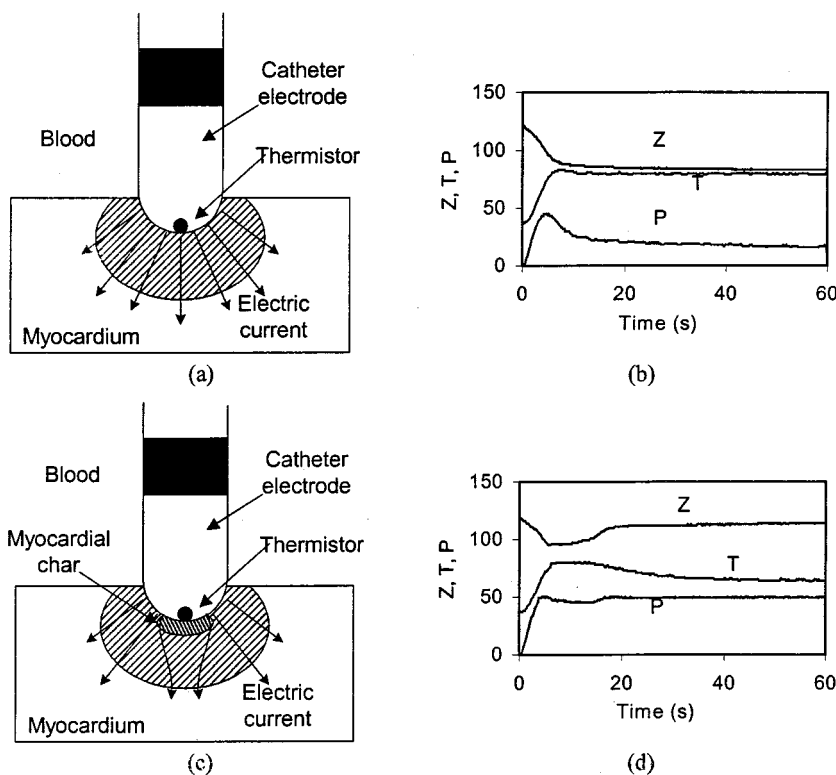 Catheter
electrode
Blood
Thermistor
Electric
current
Myocardium
(a)
Z, T, P
150
100
50
0
Z
T
P
0 20 40 60
Time (s)
(b)
Blood
Catheter
electrode
Myocardial
char
Thermistor
Electric
current
Myocardium
(c)
Z, T, P
150
100
50
0
Z
T
P
0 20 40 60
Time (s)
(d)